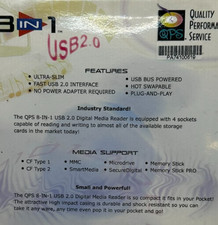 8 IN 1
USB2.0
QPS
QUALITY
PERFORMA
SERVICE
PA74100619
FEATURES
• ULTRA-SLIM
• FAST-USB 2.0 INTERFACE
• NO POWER ADAPTER REQUIRED
• USB BUS POWERED
• HOT SWAPABLE
• PLUG-AND-PLAY
Industry Standard!
The QPS 8-IN-1 USB 2.0 Digital Media Reader is equipped with 4 sockets
capable of reading and writing to almost all of the available storage
cards in the market today!
MEDIA SUPPORT
• CF Type 1
• CF Type 2
• MMC
• SmartMedia
• Microdrive
• SecureDigital
• Memory Stick
• Memory Stick PRO
Small and Powerful!
The QPS 8-IN-1 USB 2.0 Digital Media Reader is so compact it fits in your Pocket!
The attractive High impact casing is durable and shock resistant so you can
take it any where, any time even put it in your pocket and go!